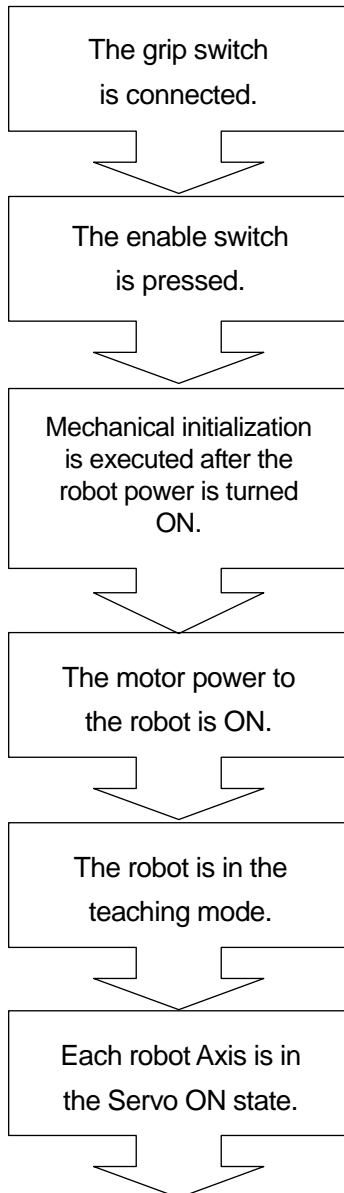 The grip switch
is connected.
The enable switch
is pressed.
Mechanical initialization
is executed after the
robot power is turned
ON.
The motor power to
the robot is ON.
The robot is in the
teaching mode.
Each robot Axis is in
the Servo ON state.